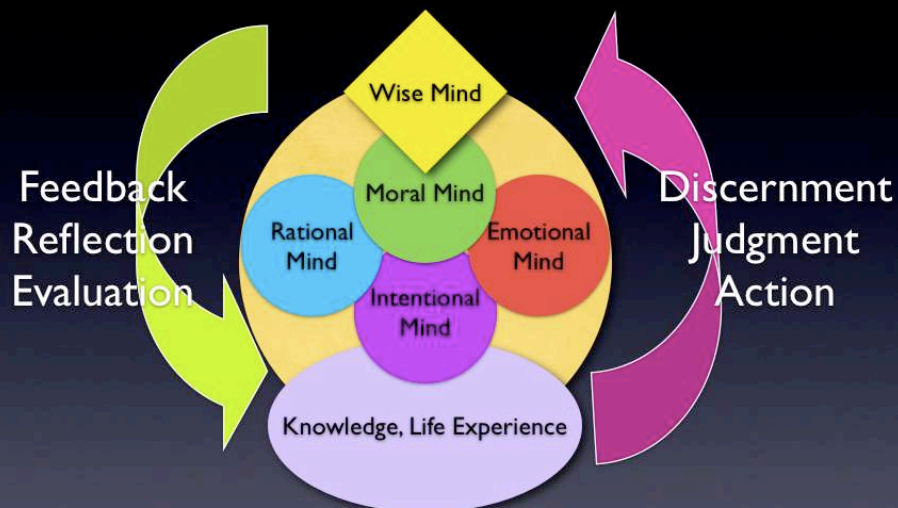 Wise Mind
Feedback
Reflection
Evaluation
Moral Mind
Rational
Mind
Emotional
Mind
Intentional
Mind
Discernment
Judgment
Action
Knowledge, Life Experience